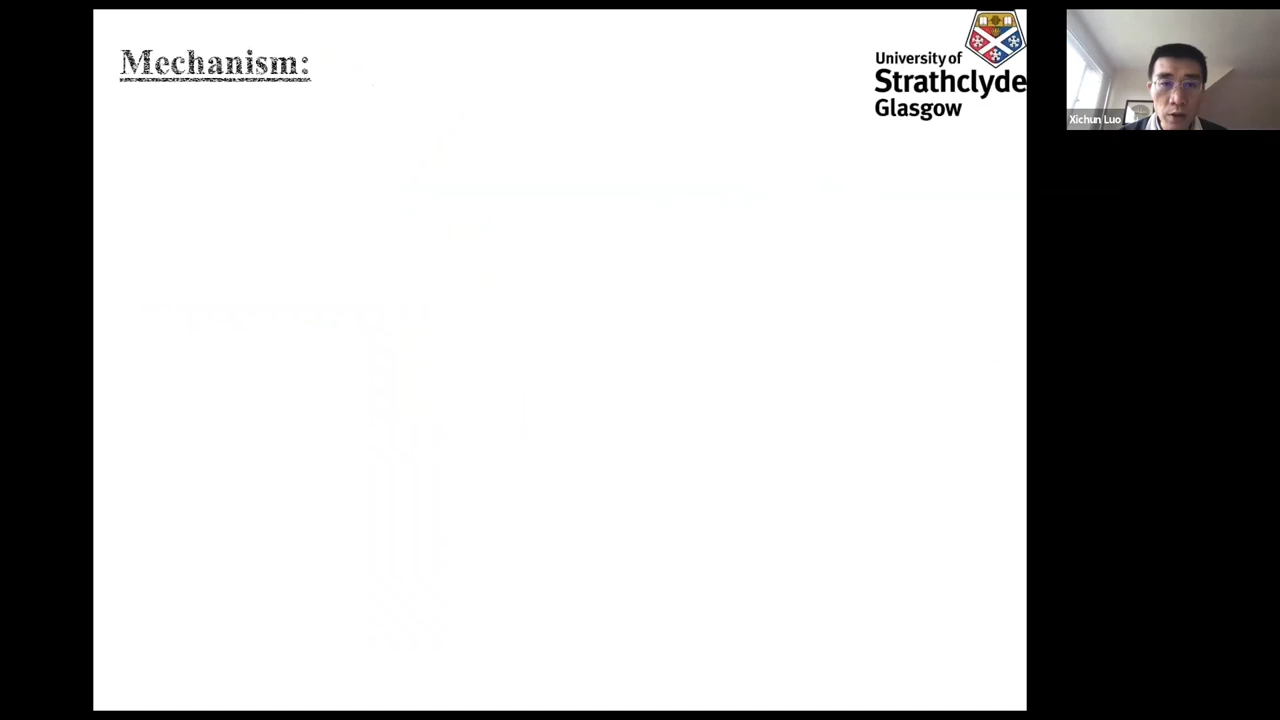 Mechanism:
University of
Strathclyde
Glasgow
Xichun Luo